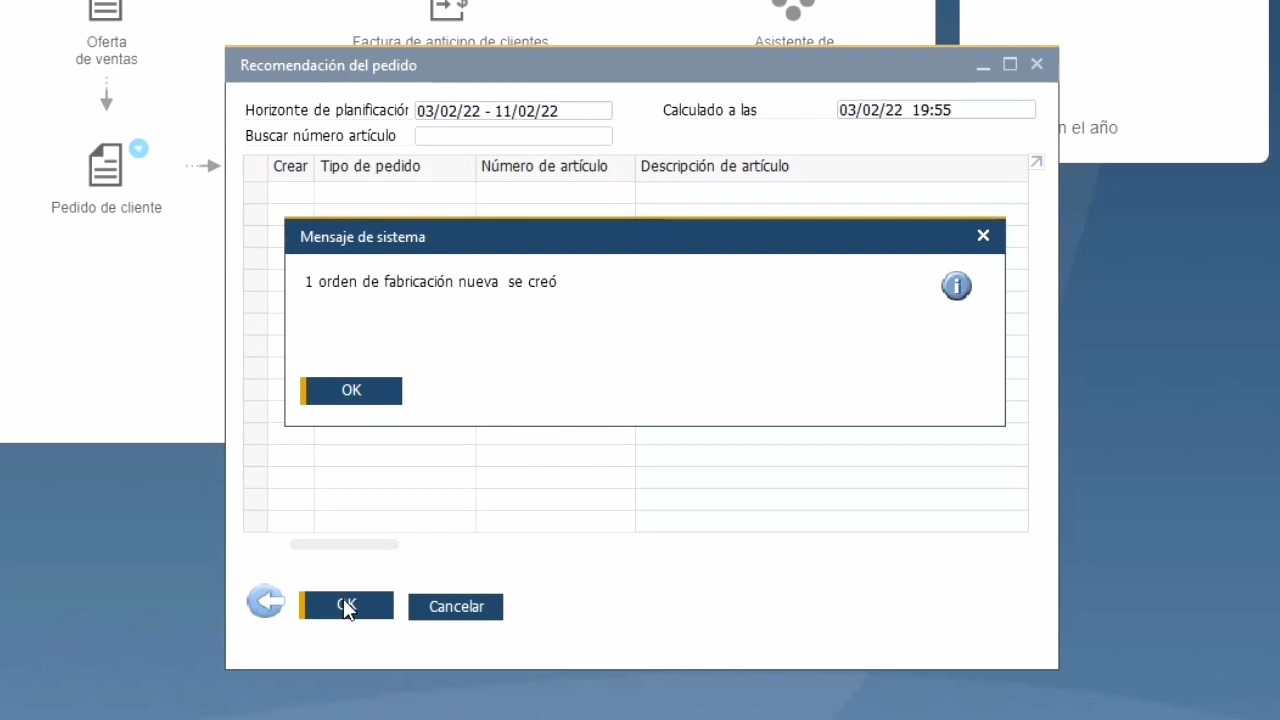 Oferta
de ventas
Factura de anticipo de clientes
Asistente de
Pedido de cliente
n el año
Recomendación del pedido
Horizonte de planificación 03/02/22 - 11/02/22
Calculado a las 03/02/22 19:55
Buscar número artículo
Crear Tipo de pedido Número de artículo Descripción de artículo
Mensaje de sistema
1 orden de fabricación nueva se creó
OK
OK
Cancelar